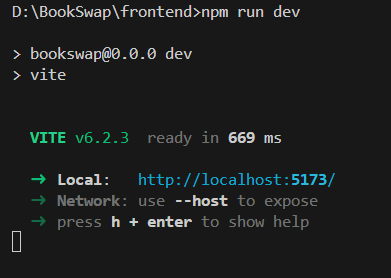 D:\BookSwap\frontend>npm run dev
> bookswap@0.0.0 dev
> vite
VITE v6.2.3 ready in 669 ms
➜ Local: http://localhost:5173/
➜ Network: use --host to expose
➜ press h + enter to show help